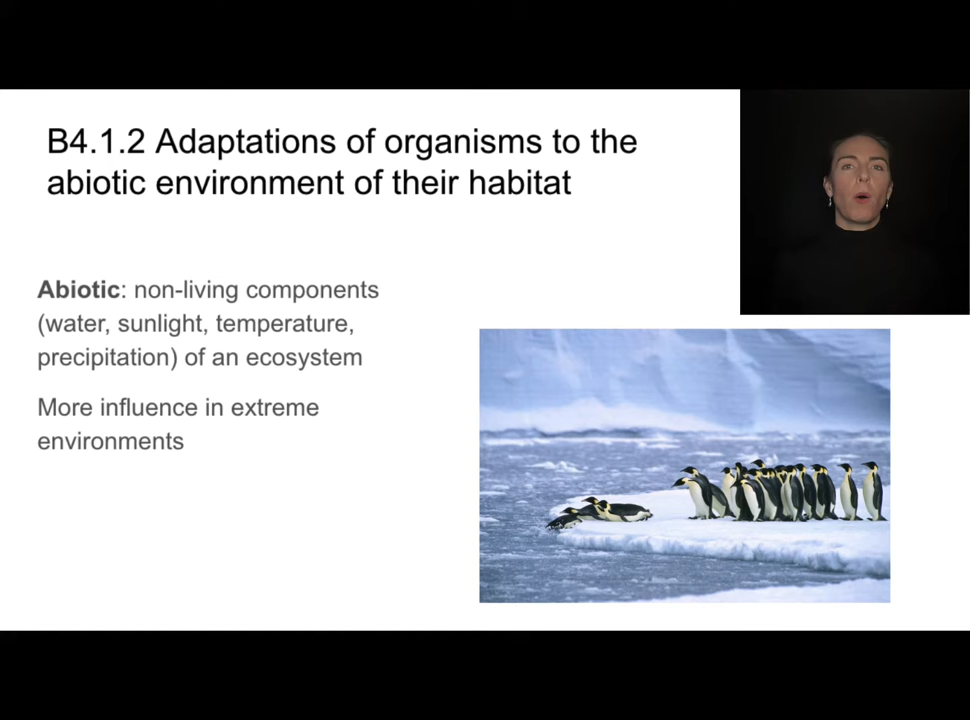 B4.1.2 Adaptations of organisms to the
abiotic environment of their habitat
Abiotic: non-living components
(water, sunlight, temperature,
precipitation) of an ecosystem
More influence in extreme
environments